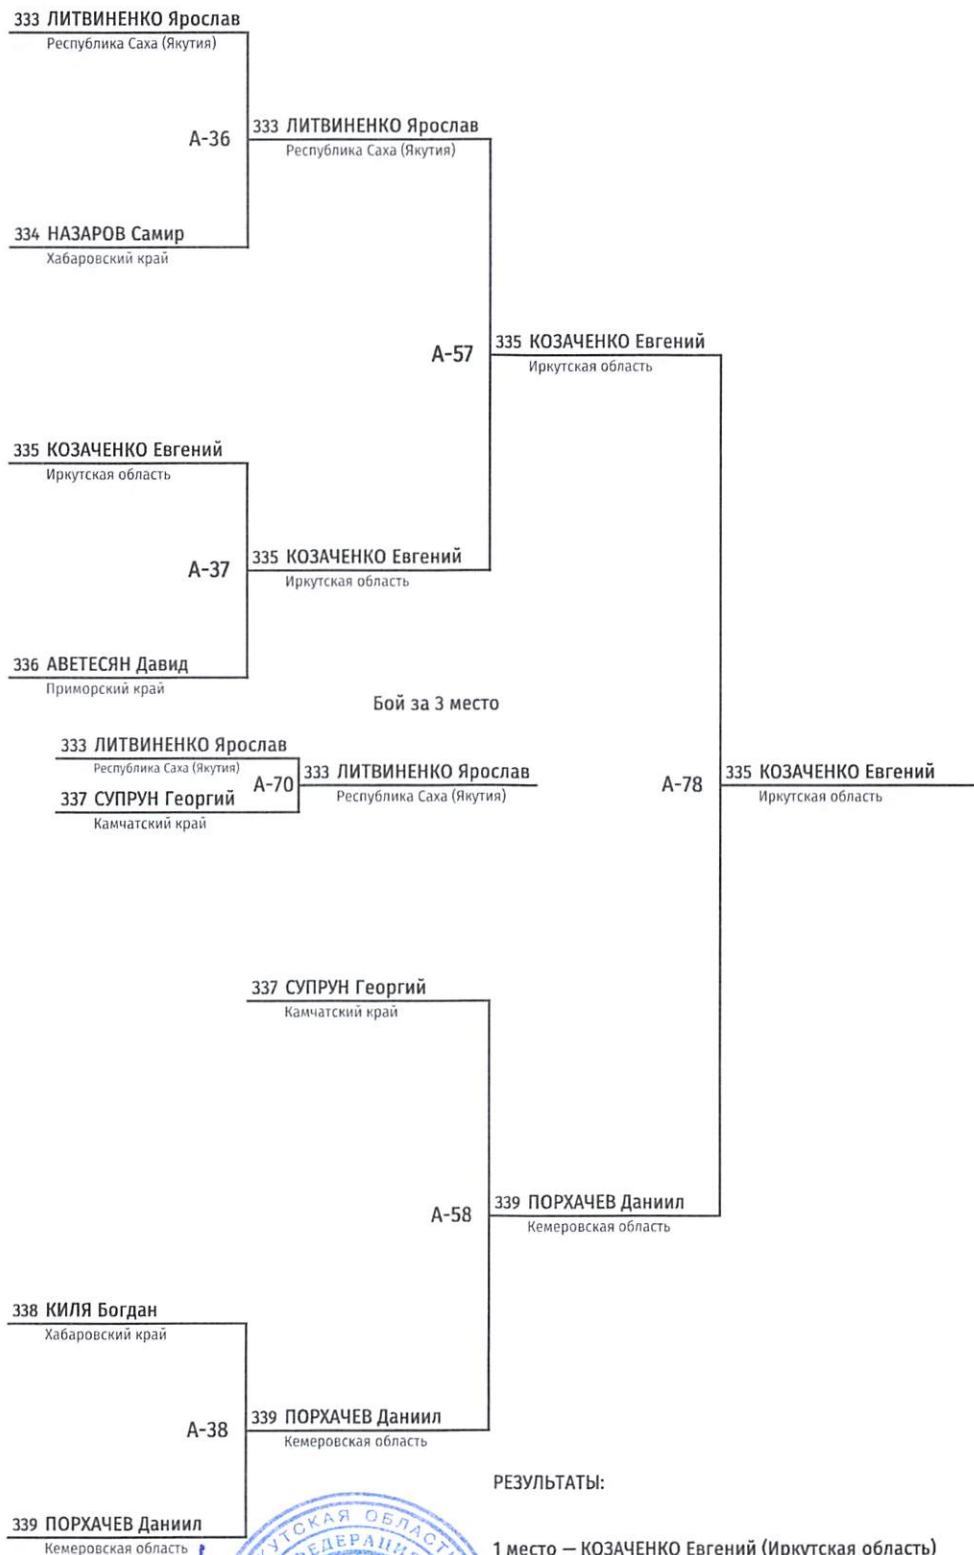 333 ЛИТВИНЕНКО Ярослав
Республика Саха (Якутия)
А-36
333 ЛИТВИНЕНКО Ярослав
Республика Саха (Якутия)
334 НАЗАРОВ Самир
Хабаровский край
А-57
335 КОЗАЧЕНКО Евгений
Иркутская область
335 КОЗАЧЕНКО Евгений
Иркутская область
А-37
335 КОЗАЧЕНКО Евгений
Иркутская область
336 АВЕТЕСЯН Давид
Приморский край
Бой за 3 место
333 ЛИТВИНЕНКО Ярослав
Республика Саха (Якутия)
А-70
333 ЛИТВИНЕНКО Ярослав
Республика Саха (Якутия)
337 СУПРУН Георгий
Камчатский край
А-78
335 КОЗАЧЕНКО Евгений
Иркутская область
337 СУПРУН Георгий
Камчатский край
А-58
339 ПОРХАЧЕВ Даниил
Кемеровская область
338 КИЛЯ Богдан
Хабаровский край
А-38
339 ПОРХАЧЕВ Даниил
Кемеровская область
339 ПОРХАЧЕВ Даниил
Кемеровская область
РЕЗУЛЬТАТЫ:
1 место — КОЗАЧЕНКО Евгений (Иркутская область)